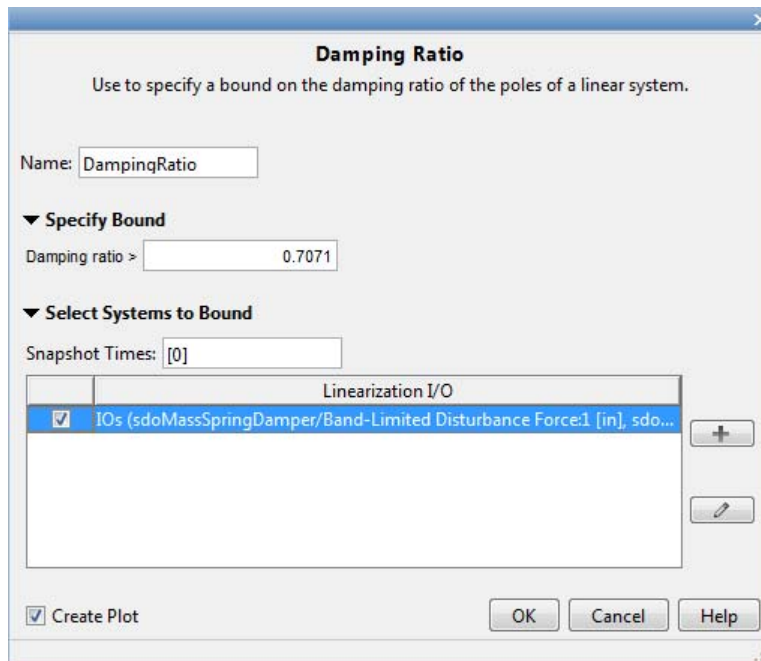 Damping Ratio
Use to specify a bound on the damping ratio of the poles of a linear system.
Name: DampingRatio
Specify Bound
Damping ratio > 0.7071
Select Systems to Bound
Snapshot Times: [0]
Linearization I/O
IOs (sdoMassSpringDamper/Band-Limited Disturbance Force:1 [in], sdo...
Create Plot OK Cancel Help